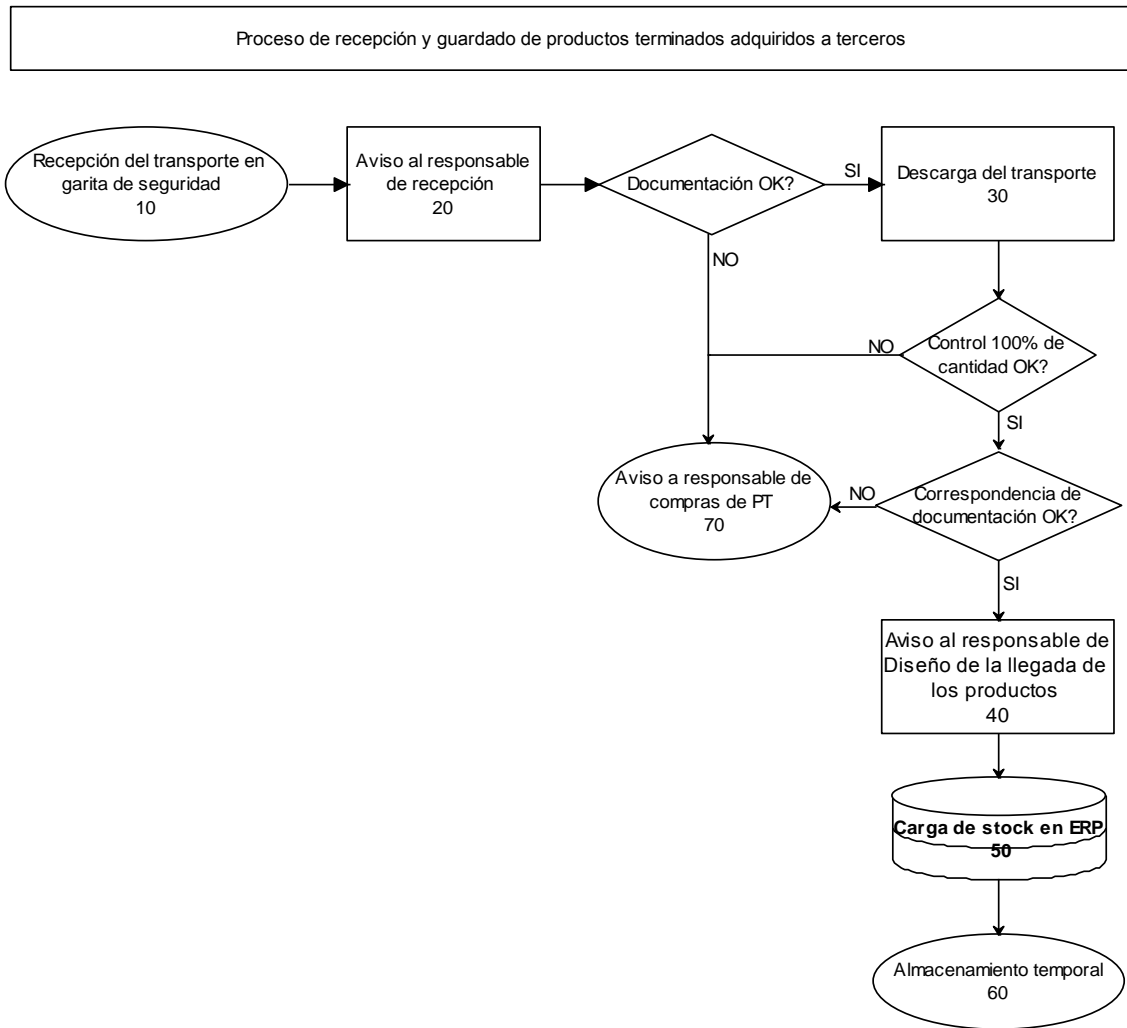 Proceso de recepción y guardado de productos terminados adquiridos a terceros
Recepción del transporte en
garita de seguridad
10
Aviso al responsable
de recepción
20
Documentación OK?
SI
Descarga del transporte
30
NO
NO
Control 100% de
cantidad OK?
SI
Aviso a responsable de
compras de PT
70
NO
Correspondencia de
documentación OK?
SI
Aviso al responsable de
Diseño de la llegada de
los productos
40
Carga de stock en ERP
50
Almacenamiento temporal
60